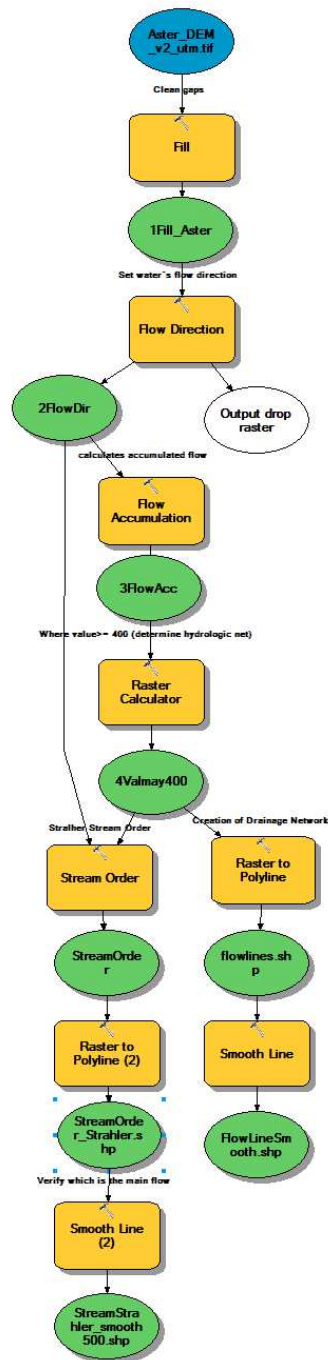 Aster_DEM
_v2_utm.tif
Clean gaps
Fill
1Fill_Aster
Set water`s flow direction
Flow Direction
2FlowDir
Output drop
raster
calculates accumulated flow
Flow
Accumulation
3FlowAcc
Where value>= 400 (determine hydrologic net)
Raster
Calculator
4Valmay400
Stralher Stream Order
Creation of Drainage Network
Stream Order
Raster to
Polyline
StreamOrde
r
flowlines.sh
p
Raster to
Polyline (2)
Smooth Line
StreamOrde
r_Strahler.s
hp
FlowLineSm
ooth.shp
Verify which is the main flow
Smooth Line
(2)
StreamStra
hler_smooth
500.shp